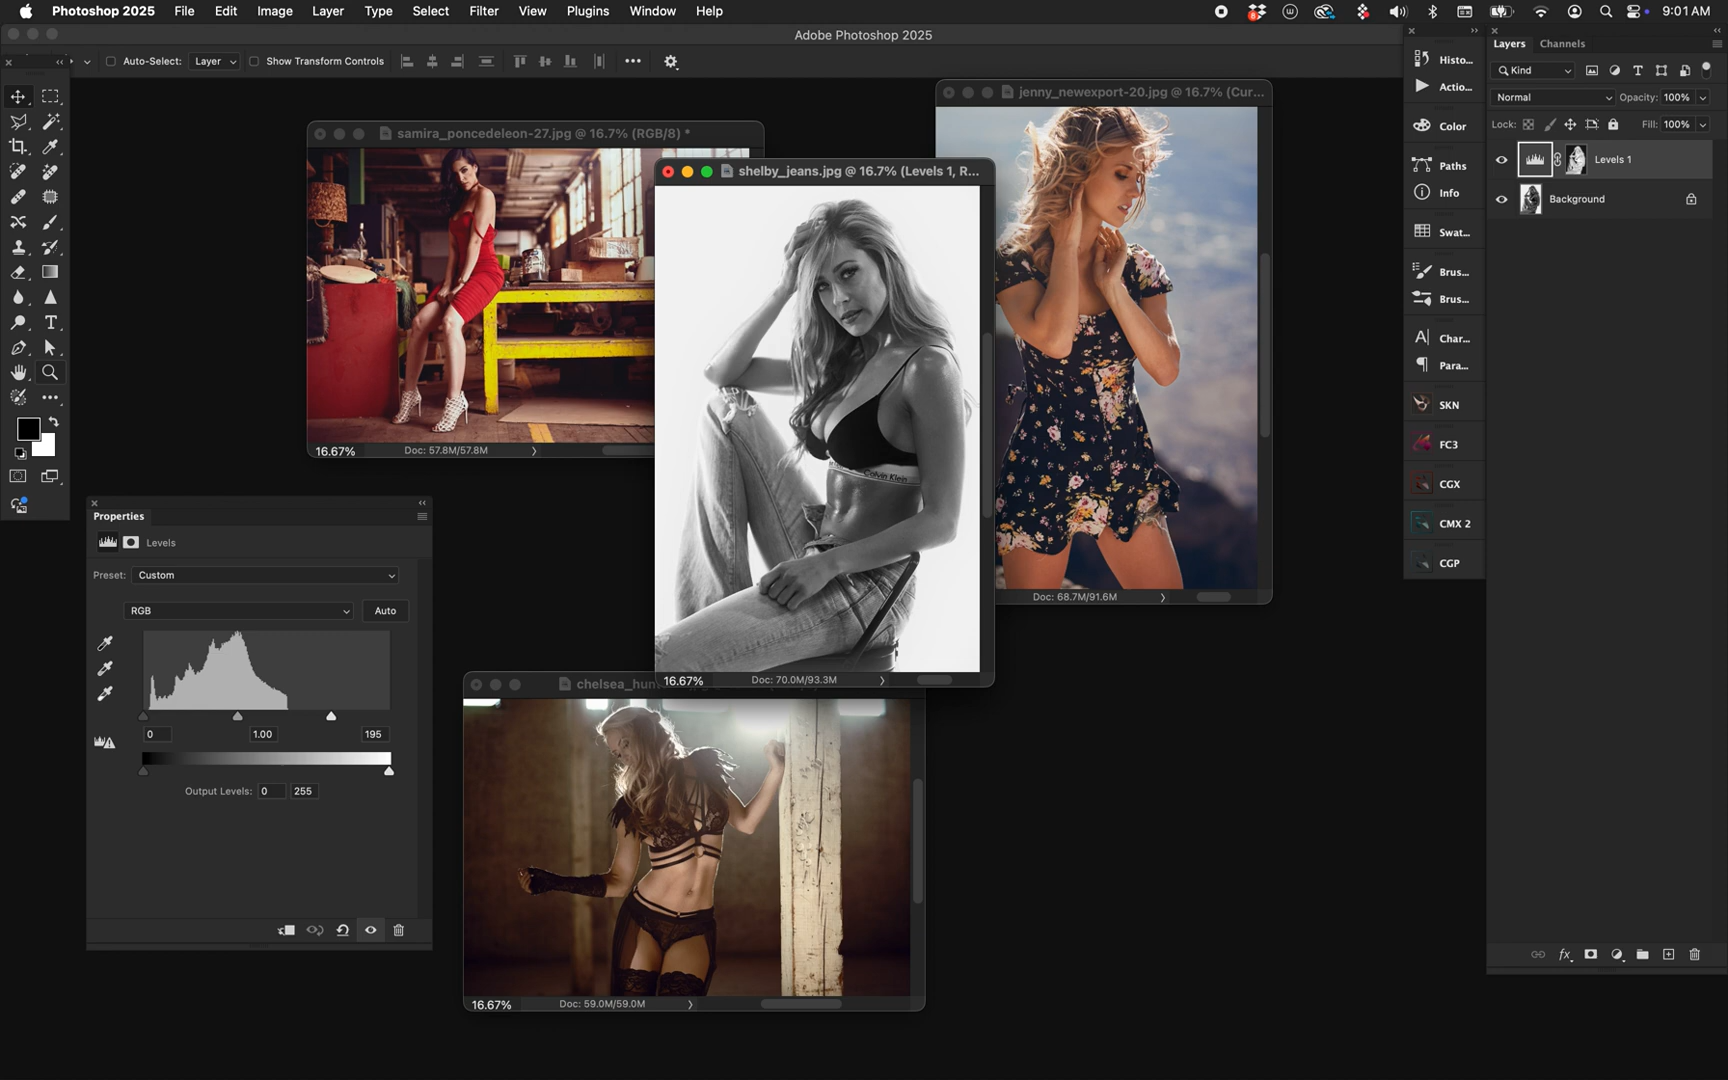 Photoshop 2025 File Edit Image Layer Type Select Filter View Plugins Window Help 9:01 AM
Adobe Photoshop 2025
Auto-Select: Layer Show Transform Controls
samira_poncedeleon-27.jpg @ 16.7% (RGB/8) *
16.67% Doc: 57.8M/57.8M
shelby_jeans.jpg @ 16.7% (Levels 1, R...
Calvin Klein
16.67% Doc: 70.0M/93.3M
jenny_newexport-20.jpg @ 16.7% (Cur...
Doc: 68.7M/91.6M
chelsea_hun
16.67% Doc: 59.0M/59.0M
Properties
Levels
Preset: Custom
RGB Auto
0 1.00 195
Output Levels: 0 255
Histo...
Actio...
Color
Paths
Info
Swat...
Brus...
Brus...
Char...
Para...
SKN
FC3
CGX
CMX 2
CGP
Layers Channels
Kind
Normal Opacity: 100%
Lock: Fill: 100%
Levels 1
Background
fx